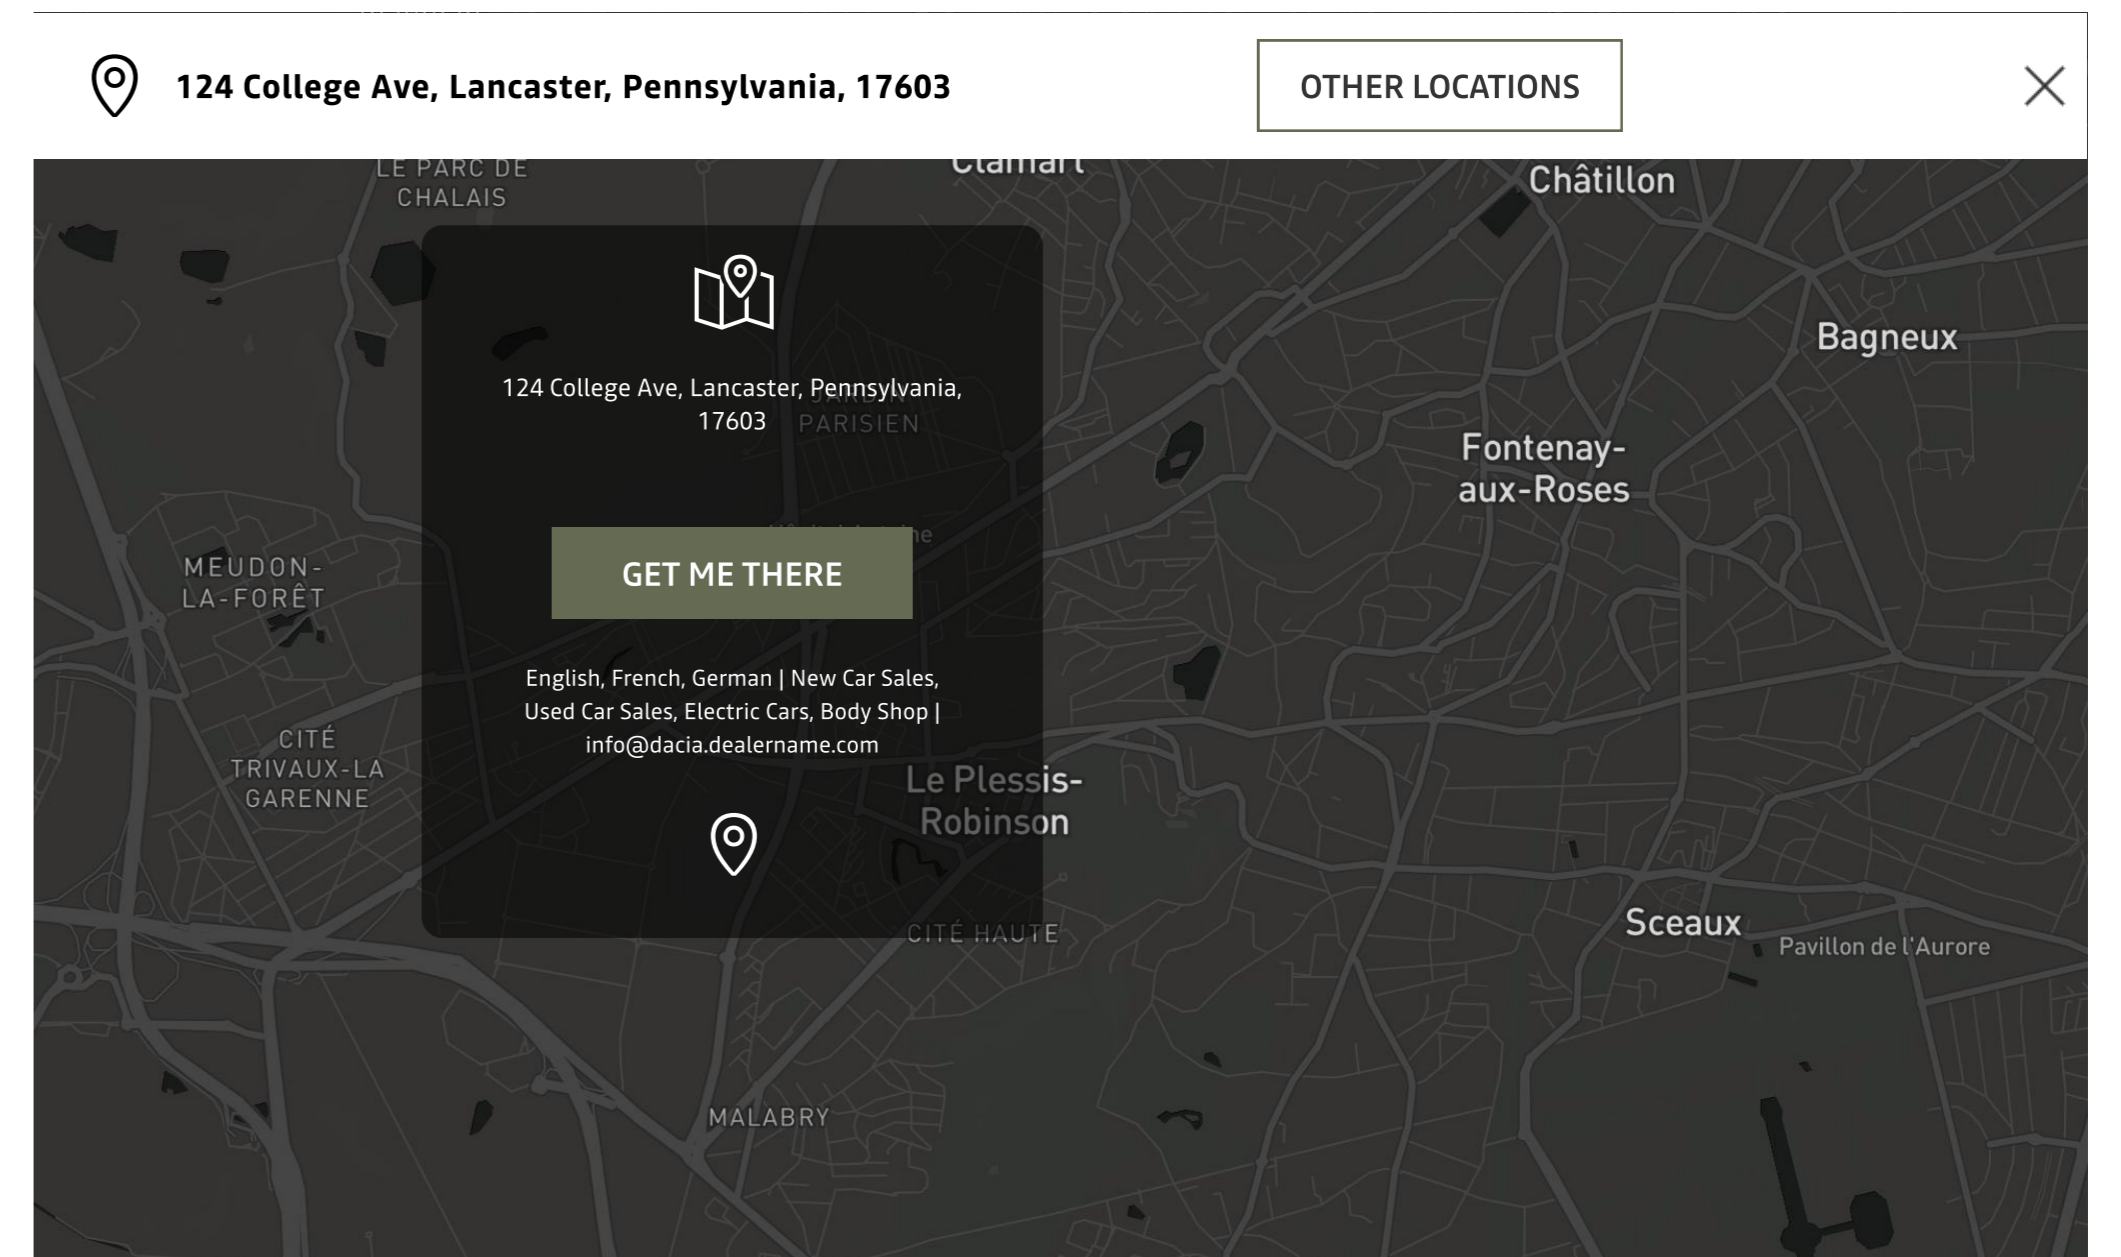 124 College Ave, Lancaster, Pennsylvania, 17603
OTHER LOCATIONS
LE PARC DE
CHALAIS
Clamart
Châtillon
Bagneux
124 College Ave, Lancaster, Pennsylvania,
17603
JARDIN
PARISIEN
Fontenay-
aux-Roses
GET ME THERE
MEUDON-
LA-FORÊT
English, French, German | New Car Sales,
Used Car Sales, Electric Cars, Body Shop |
info@dacia.dealername.com
CITÉ
TRIVAUX-LA
GARENNE
Le Plessis-
Robinson
CITÉ HAUTE
Sceaux
Pavillon de l'Aurore
MALABRY